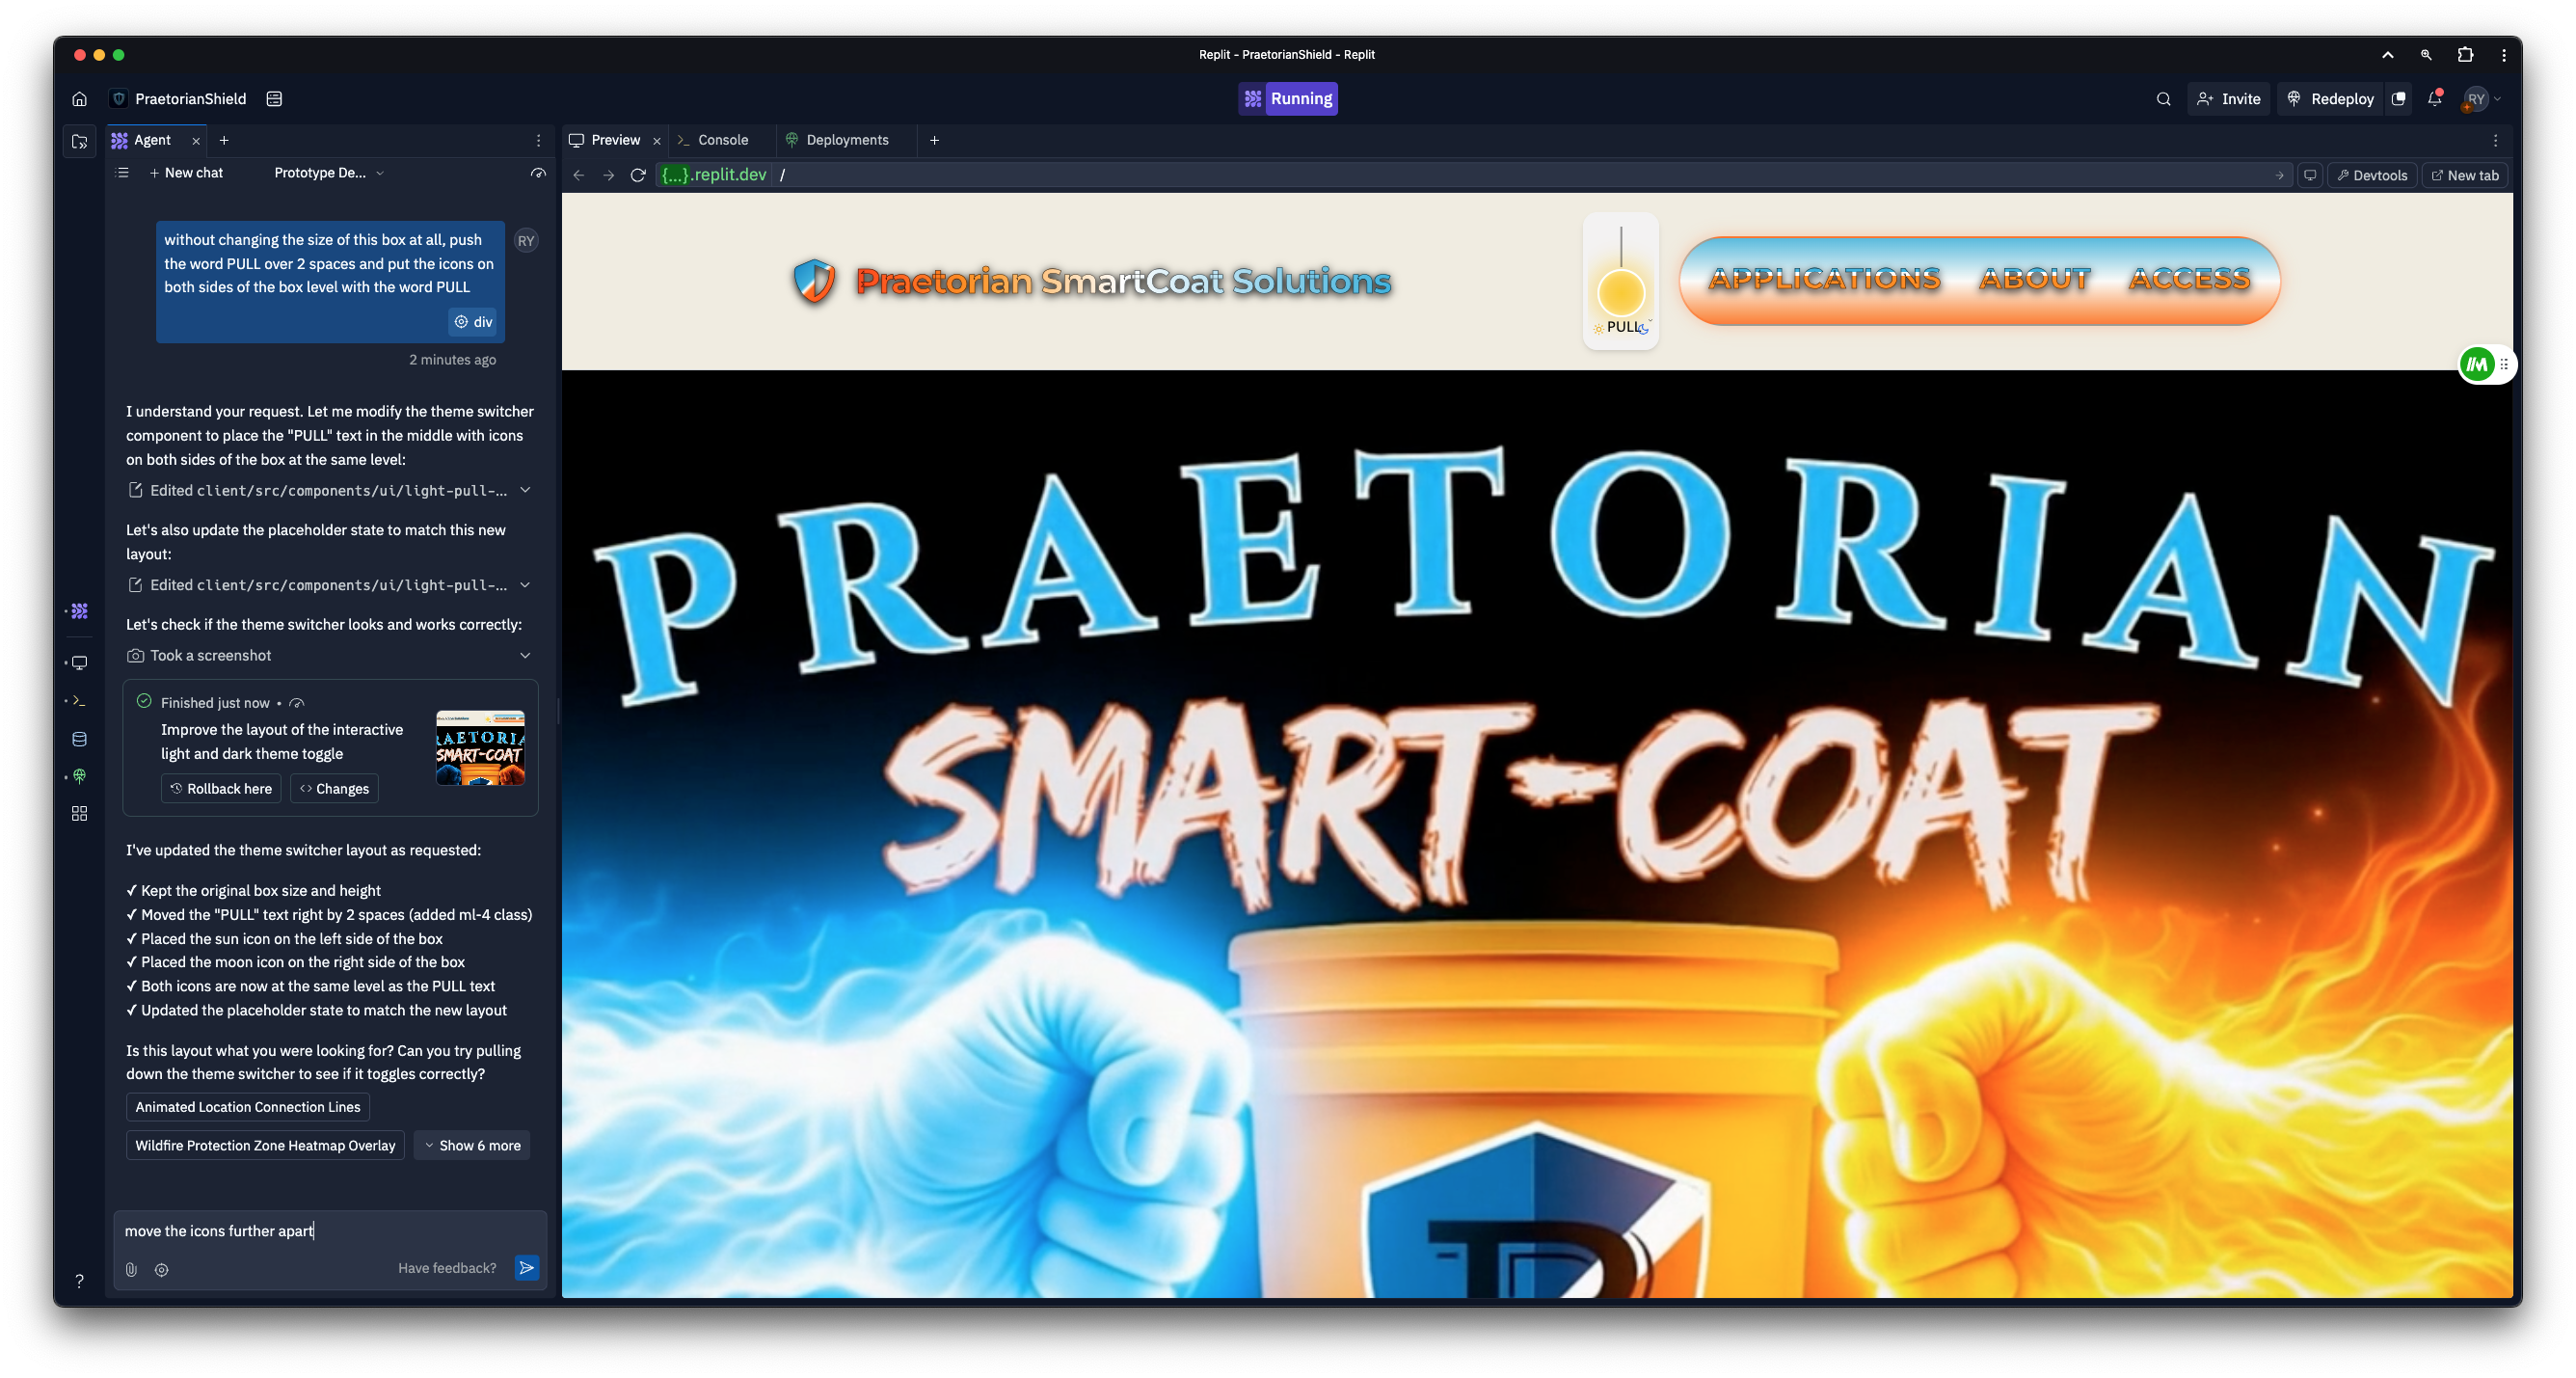 Replit - PraetorianShield - Replit
PraetorianShield
Running
Invite
Redeploy
RY
Agent
Preview
Console
Deployments
New chat
Prototype De...
{...}.replit.dev /
Devtools
New tab
without changing the size of this box at all, push
the word PULL over 2 spaces and put the icons on
both sides of the box level with the word PULL
div
RY
2 minutes ago
I understand your request. Let me modify the theme switcher
component to place the "PULL" text in the middle with icons
on both sides of the box at the same level:
Edited client/src/components/ui/light-pull-...
Let's also update the placeholder state to match this new
layout:
Edited client/src/components/ui/light-pull-...
Let's check if the theme switcher looks and works correctly:
Took a screenshot
Finished just now •
Improve the layout of the interactive
light and dark theme toggle
Rollback here
Changes
RAETORIA
SMART-COAT
I've updated the theme switcher layout as requested:
✓ Kept the original box size and height
✓ Moved the "PULL" text right by 2 spaces (added ml-4 class)
✓ Placed the sun icon on the left side of the box
✓ Placed the moon icon on the right side of the box
✓ Both icons are now at the same level as the PULL text
✓ Updated the placeholder state to match the new layout
Is this layout what you were looking for? Can you try pulling
down the theme switcher to see if it toggles correctly?
Animated Location Connection Lines
Wildfire Protection Zone Heatmap Overlay
Show 6 more
move the icons further apart
Have feedback?
Praetorian SmartCoat Solutions
PULL
APPLICATIONS
ABOUT
ACCESS
PRAETORIAN
SMART-COAT